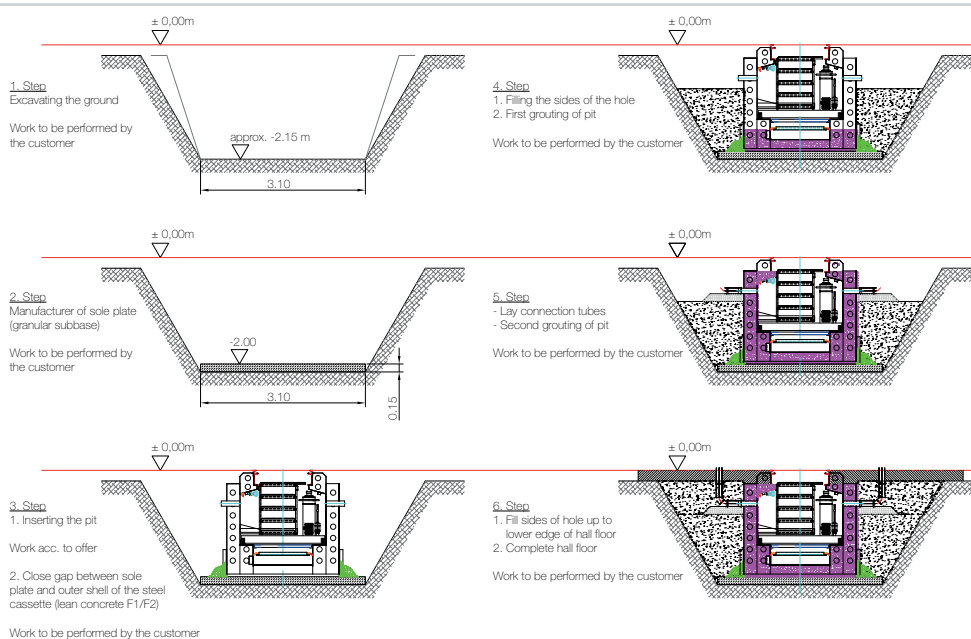 ± 0,00m
1. Step
Excavating the ground
Work to be performed by
the customer
approx. -2.15 m
3.10
± 0,00m
2. Step
Manufacturer of sole plate
(granular subbase)
Work to be performed by
the customer
-2.00
3.10
0.15
± 0,00m
3. Step
1. Inserting the pit
Work acc. to offer
2. Close gap between sole
plate and outer shell of the steel
cassette (lean concrete F1/F2)
Work to be performed by the customer
± 0,00m
4. Step
1. Filling the sides of the hole
2. First grouting of pit
Work to be performed by the customer
± 0,00m
5. Step
- Lay connection tubes
- Second grouting of pit
Work to be performed by the customer
± 0,00m
6. Step
1. Fill sides of hole up to
lower edge of hall floor
2. Complete hall floor
Work to be performed by the customer